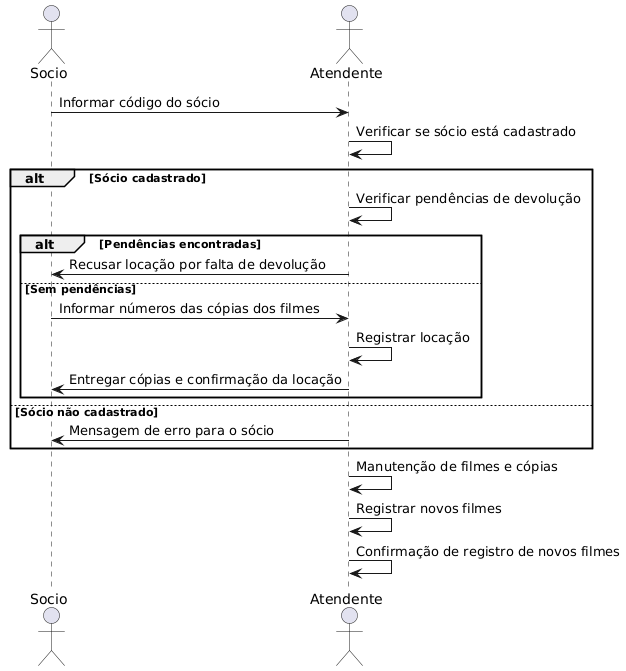 Socio
Atendente
Informar código do sócio
Verificar se sócio está cadastrado
alt [Sócio cadastrado]
Verificar pendências de devolução
alt [Pendências encontradas]
Recusar locação por falta de devolução
[Sem pendências]
Informar números das cópias dos filmes
Registrar locação
Entregar cópias e confirmação da locação
[Sócio não cadastrado]
Mensagem de erro para o sócio
Manutenção de filmes e cópias
Registrar novos filmes
Confirmação de registro de novos filmes
Socio
Atendente